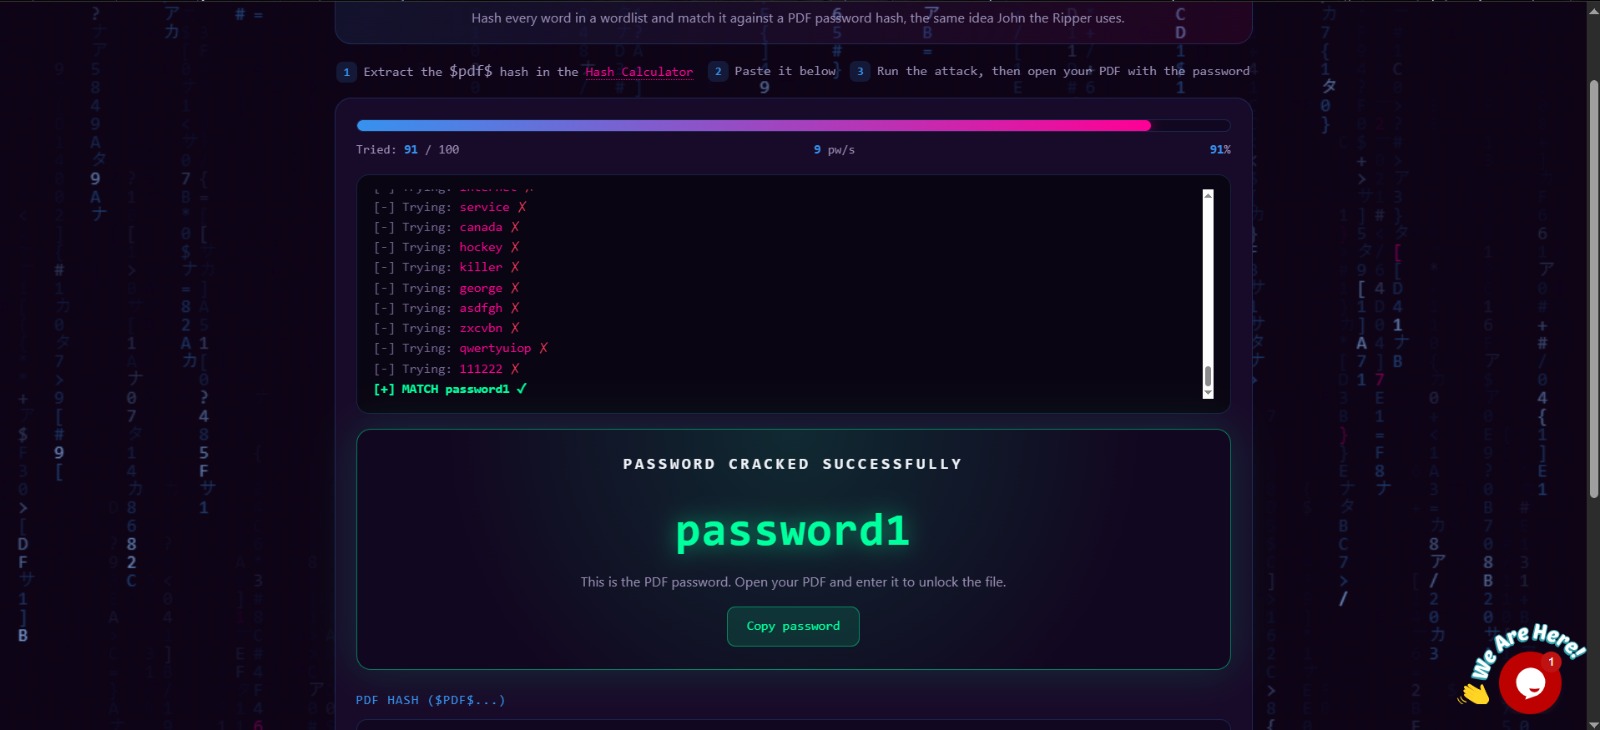 Hash every word in a wordlist and match it against a PDF password hash, the same idea John the Ripper uses.
1 Extract the $pdf$ hash in the Hash Calculator 2 Paste it below 3 Run the attack, then open your PDF with the password
Tried: 91 / 100 9 pw/s 91%
[-] Trying: internet ✗
[-] Trying: service ✗
[-] Trying: canada ✗
[-] Trying: hockey ✗
[-] Trying: killer ✗
[-] Trying: george ✗
[-] Trying: asdfgh ✗
[-] Trying: zxcvbn ✗
[-] Trying: qwertyuiop ✗
[-] Trying: 111222 ✗
[+] MATCH password1 ✓
PASSWORD CRACKED SUCCESSFULLY
password1
This is the PDF password. Open your PDF and enter it to unlock the file.
Copy password
We Are Here!
1
PDF HASH ($PDF$...)